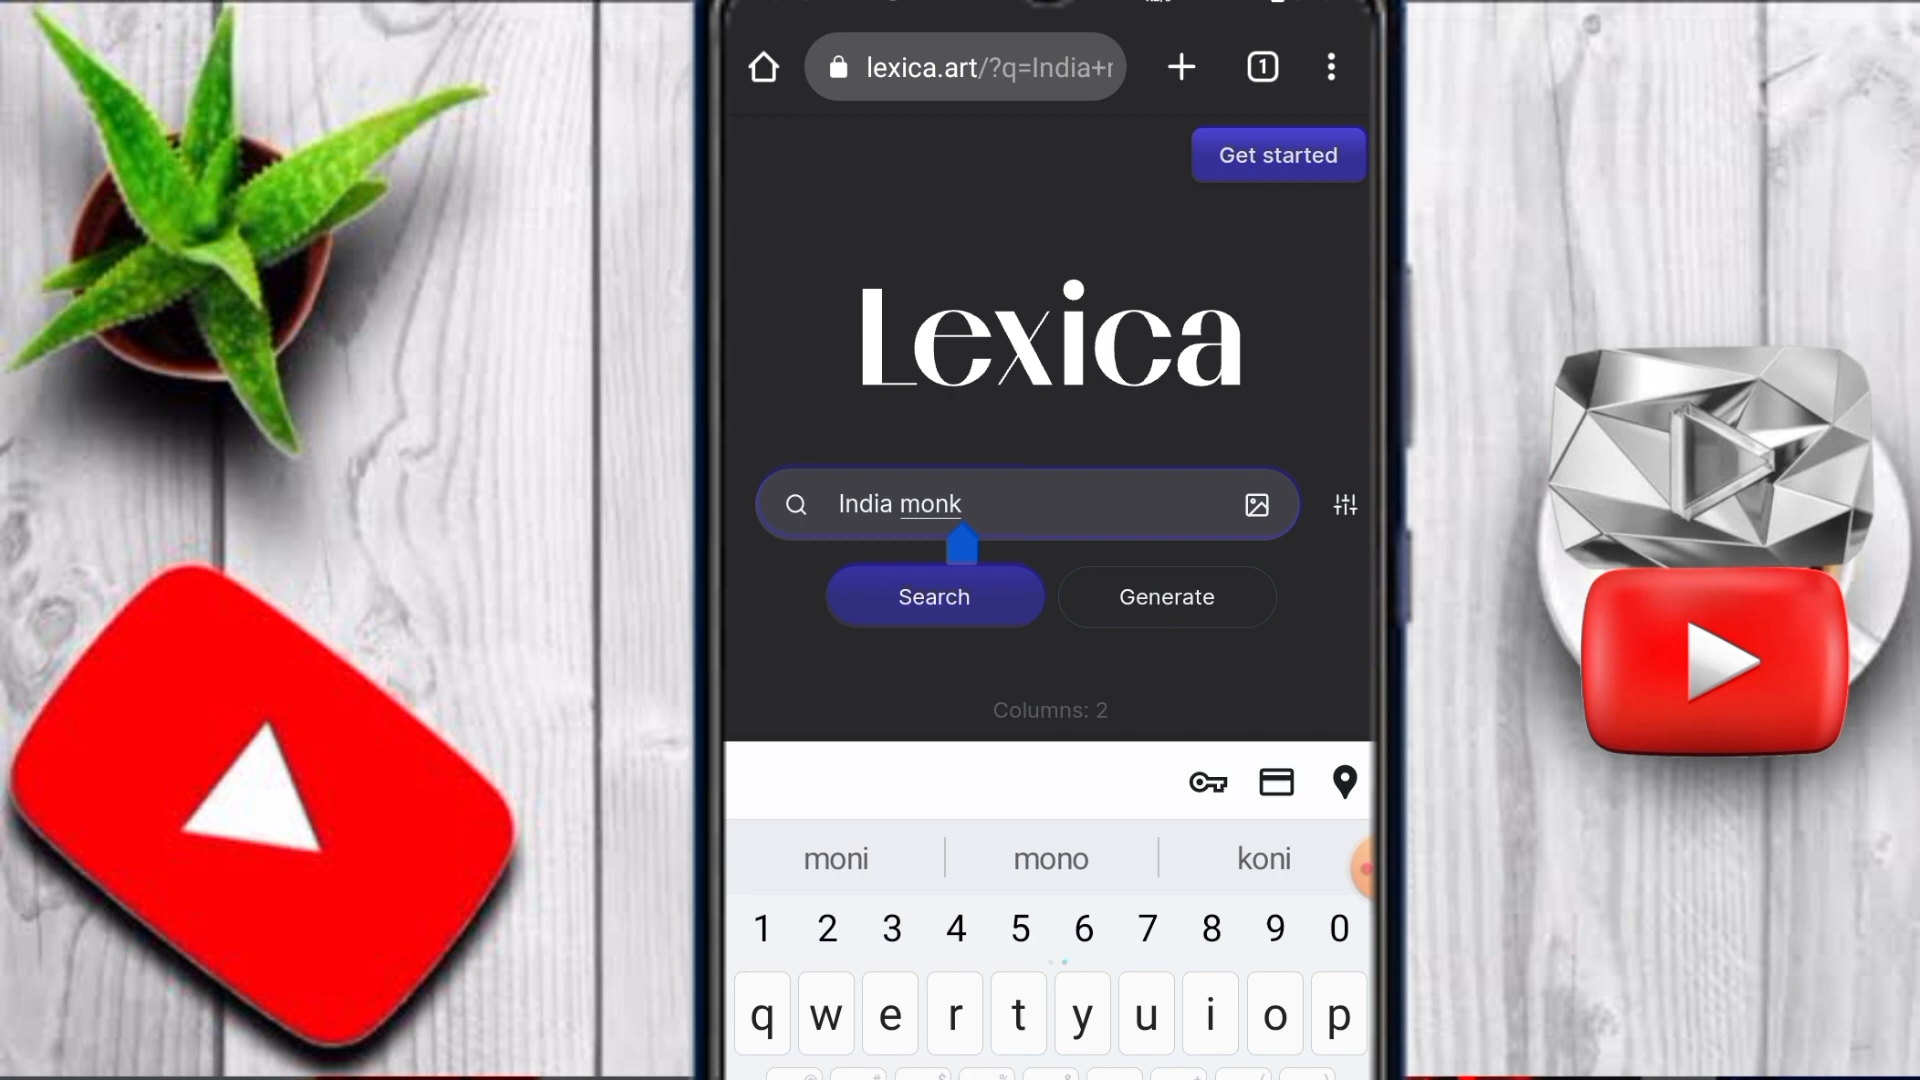 lexica.art/?q=India+r
1
Get started
Lexica
India monk
Search
Generate
Columns: 2
moni
mono
koni
1 2 3 4 5 6 7 8 9 0
q w e r t y u i o p